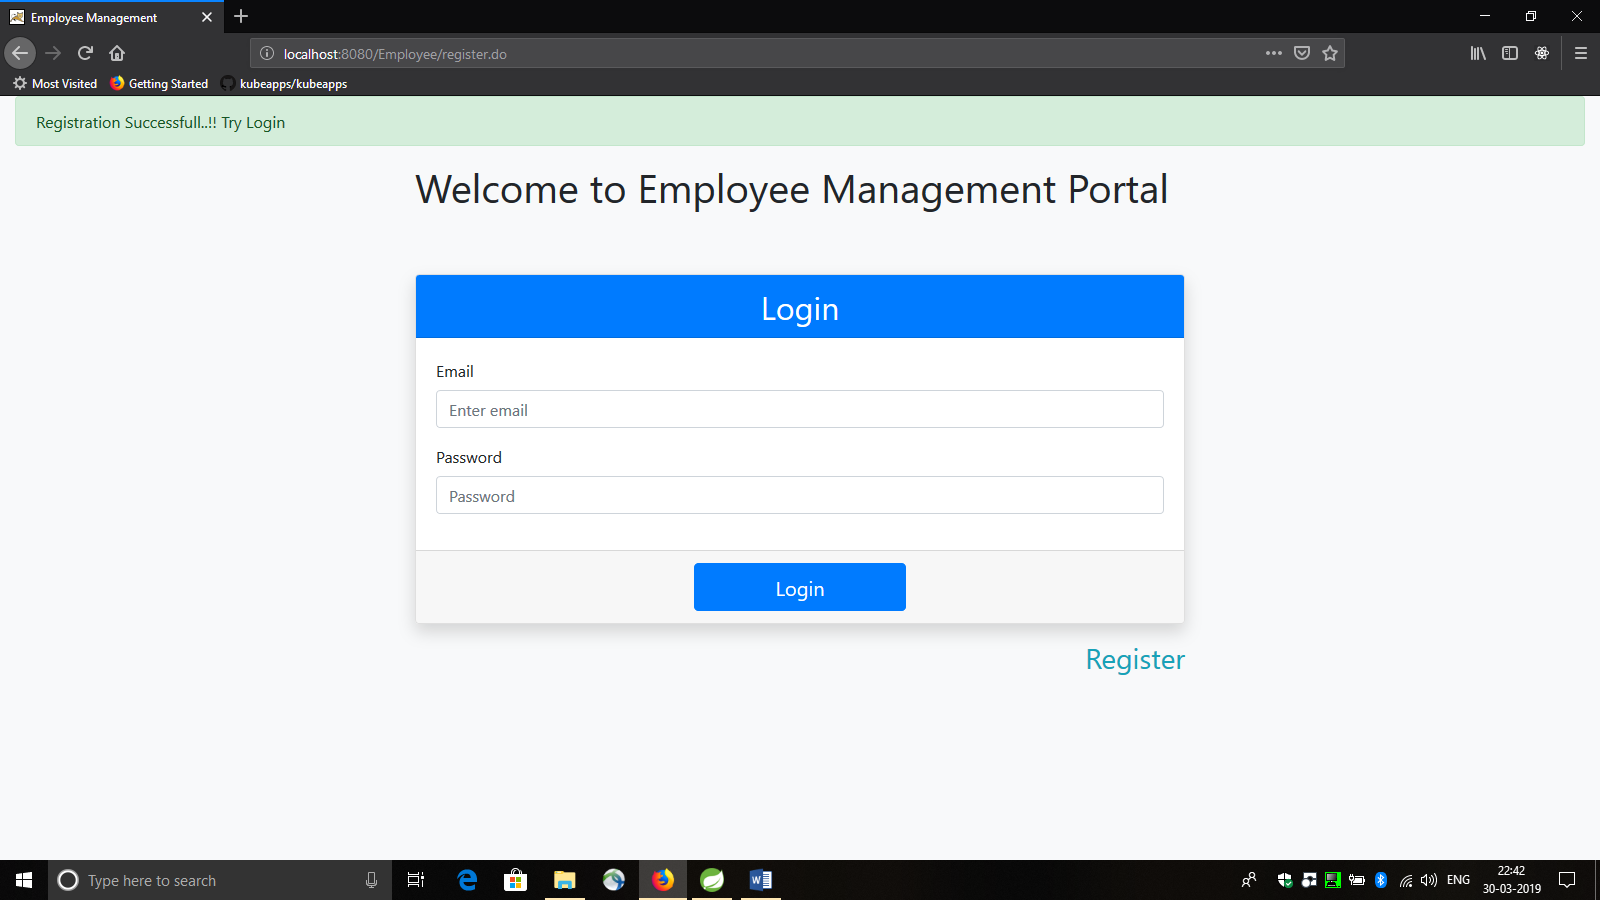 Employee Management
localhost:8080/Employee/register.do
Most Visited Getting Started kubeapps/kubeapps
Registration Successfull..!! Try Login
Welcome to Employee Management Portal
Login
Email
Enter email
Password
Password
Login
Register
Type here to search
ENG
22:42
30-03-2019